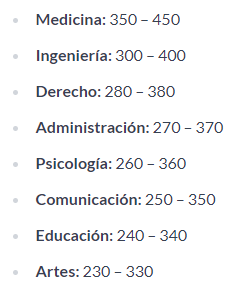 Medicina: 350 – 450
Ingeniería: 300 – 400
Derecho: 280 – 380
Administración: 270 – 370
Psicología: 260 – 360
Comunicación: 250 – 350
Educación: 240 – 340
Artes: 230 – 330